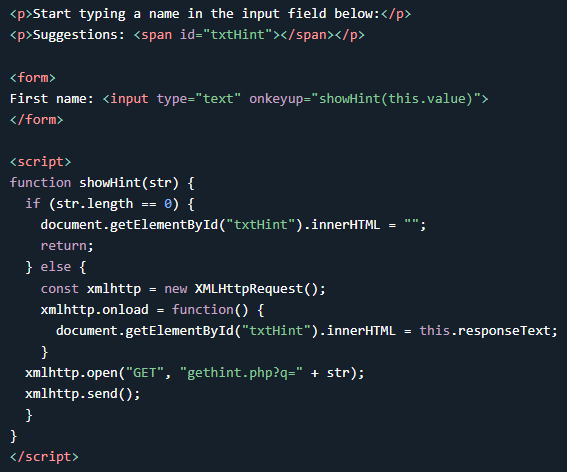 <p>Start typing a name in the input field below:</p>
<p>Suggestions: <span id="txtHint"></span></p>

<form>
First name: <input type="text" onkeyup="showHint(this.value)">
</form>

<script>
function showHint(str) {
  if (str.length == 0) {
    document.getElementById("txtHint").innerHTML = "";
    return;
  } else {
    const xmlhttp = new XMLHttpRequest();
    xmlhttp.onload = function() {
      document.getElementById("txtHint").innerHTML = this.responseText;
    }
  xmlhttp.open("GET", "gethint.php?q=" + str);
  xmlhttp.send();
  }
}
</script>